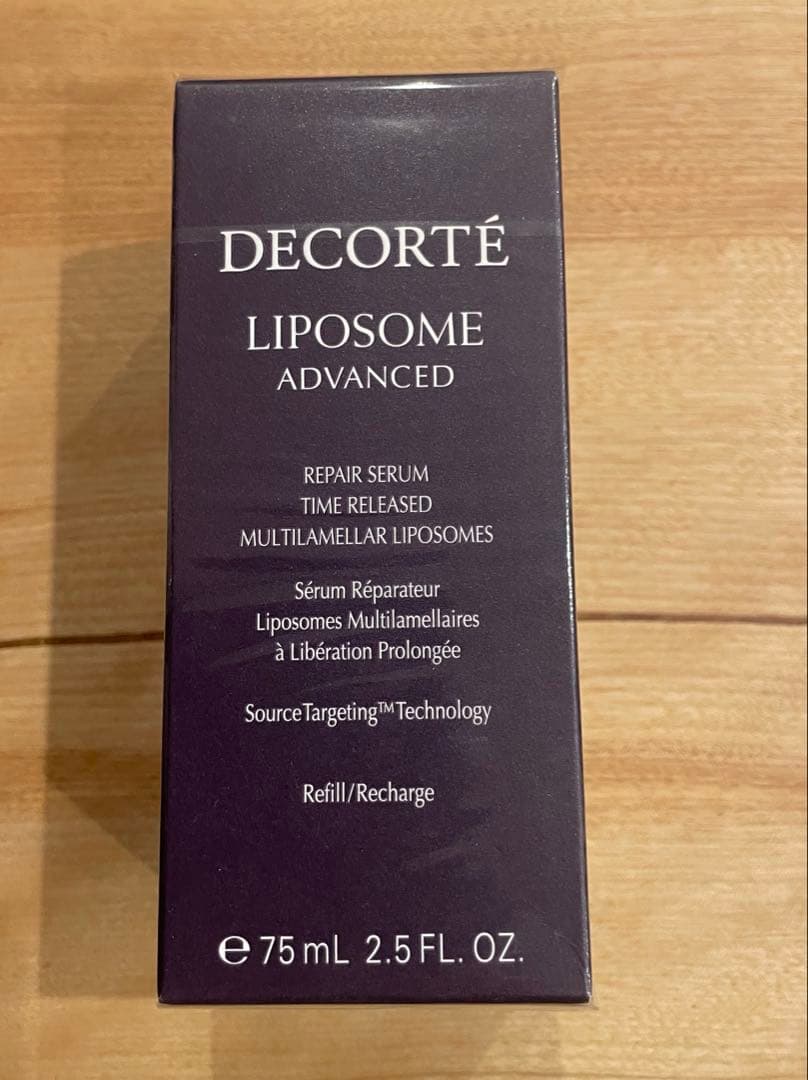 DECORTÉ
LIPOSOME
ADVANCED
REPAIR SERUM
TIME RELEASED
MULTILAMELLAR LIPOSOMES
Sérum Réparateur
Liposomes Multilamellaires
à Libération Prolongée
SourceTargeting™Technology
Refill/Recharge
℮ 75 mL 2.5 FL. OZ.